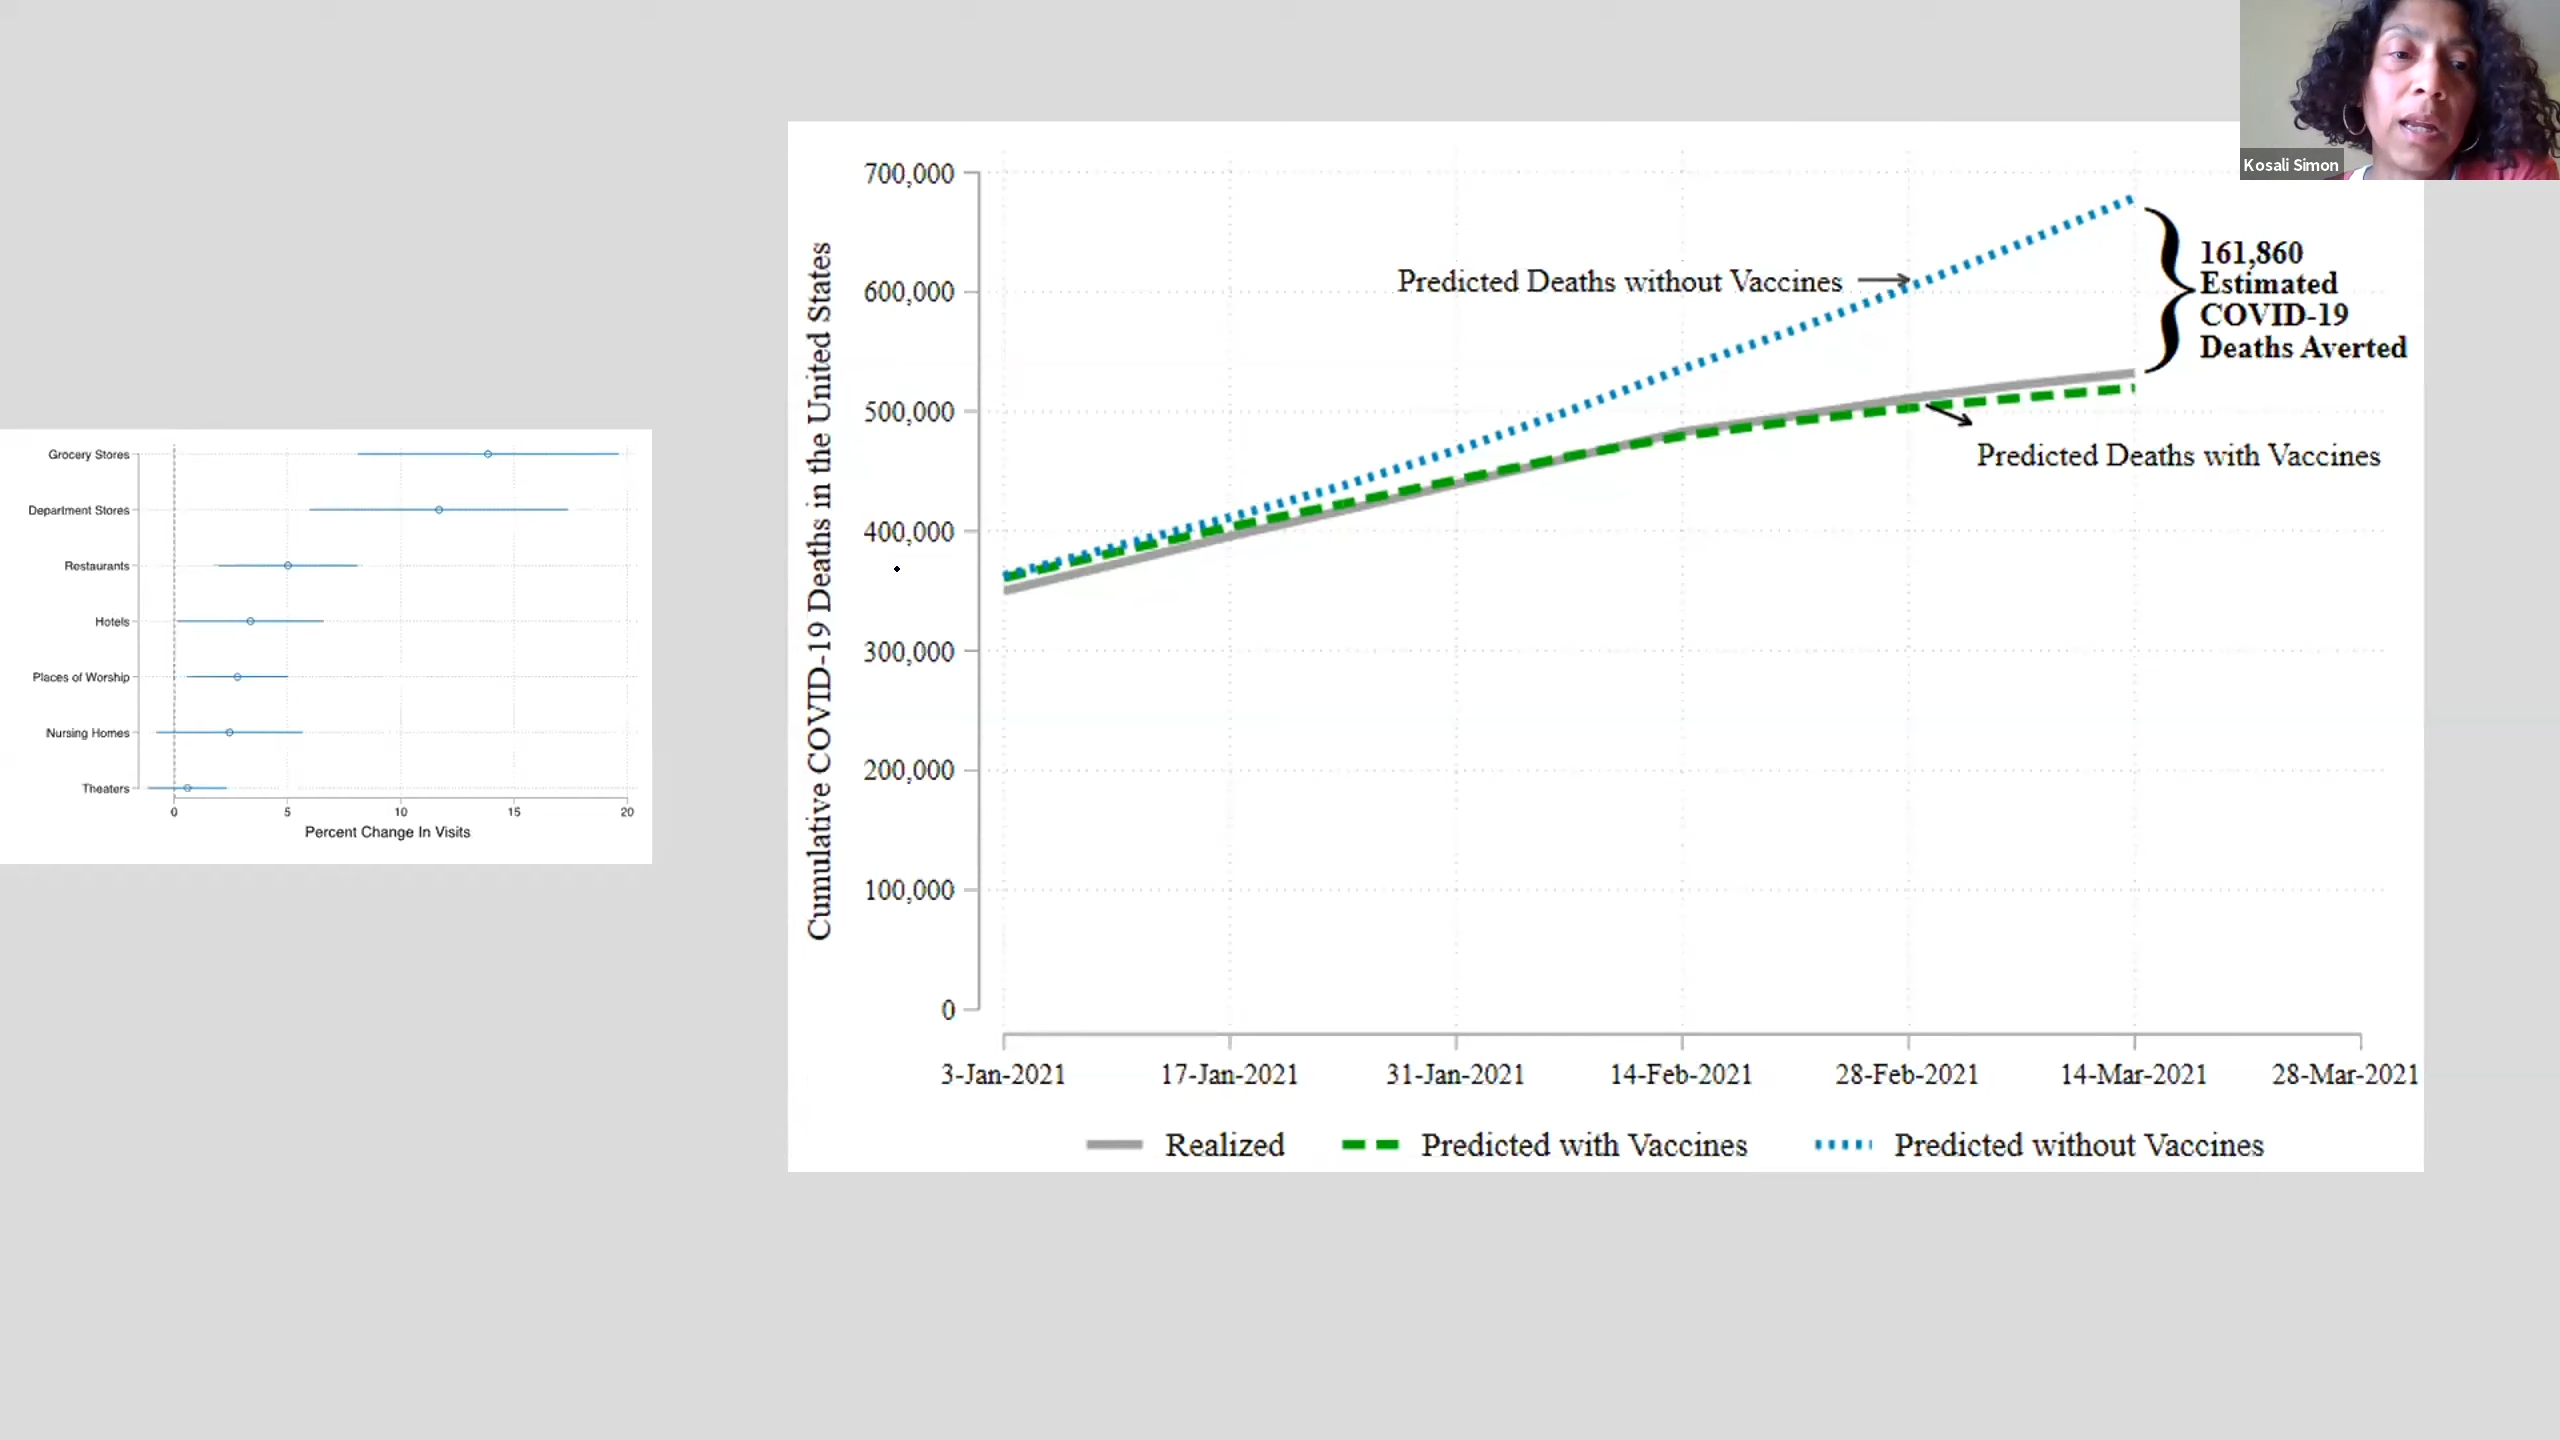 Kosali Simon
Grocery Stores
Department Stores
Restaurants
Hotels
Places of Worship
Nursing Homes
Theaters
0 5 10 15 20
Percent Change In Visits
Cumulative COVID-19 Deaths in the United States
700,000
600,000
500,000
400,000
300,000
200,000
100,000
0
Predicted Deaths without Vaccines
161,860
Estimated
COVID-19
Deaths Averted
Predicted Deaths with Vaccines
3-Jan-2021 17-Jan-2021 31-Jan-2021 14-Feb-2021 28-Feb-2021 14-Mar-2021 28-Mar-2021
Realized Predicted with Vaccines Predicted without Vaccines